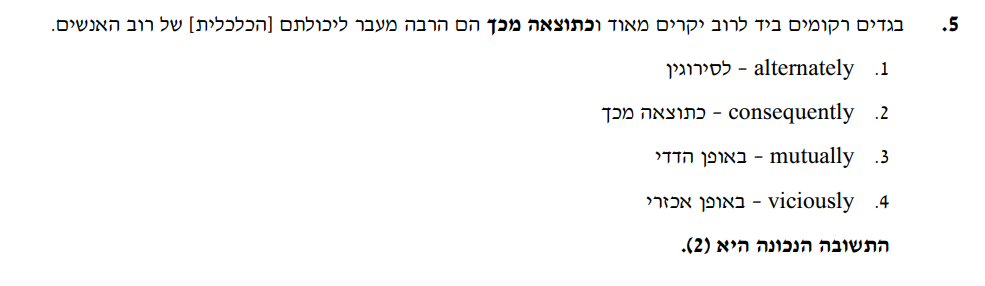 5. בגדים רקומים ביד לרוב יקרים מאוד וכתוצאה מכך הם הרבה מעבר ליכולתם [הכלכלית] של רוב האנשים.
1. alternately – לסירוגין
2. consequently – כתוצאה מכך
3. mutually – באופן הדדי
4. viciously – באופן אכזרי
התשובה הנכונה היא (2).